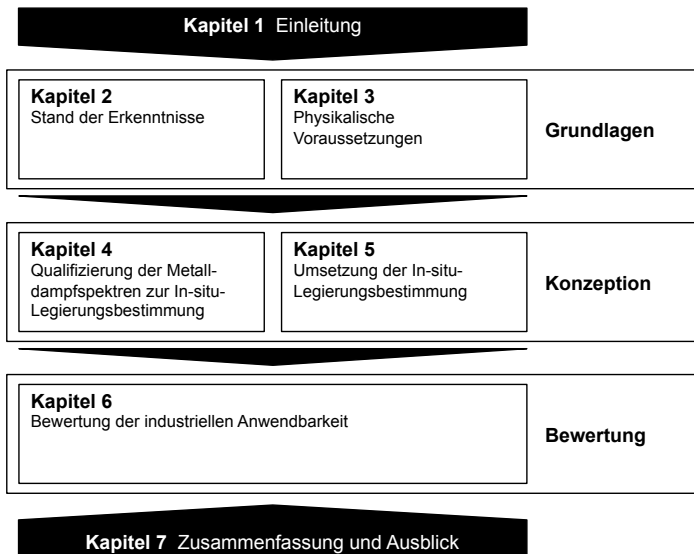 Kapitel 1 Einleitung
Kapitel 2
Stand der Erkenntnisse
Kapitel 3
Physikalische
Voraussetzungen
Grundlagen
Kapitel 4
Qualifizierung der Metall-
dampfspektren zur In-situ-
Legierungsbestimmung
Kapitel 5
Umsetzung der In-situ-
Legierungsbestimmung
Konzeption
Kapitel 6
Bewertung der industriellen Anwendbarkeit
Bewertung
Kapitel 7 Zusammenfassung und Ausblick